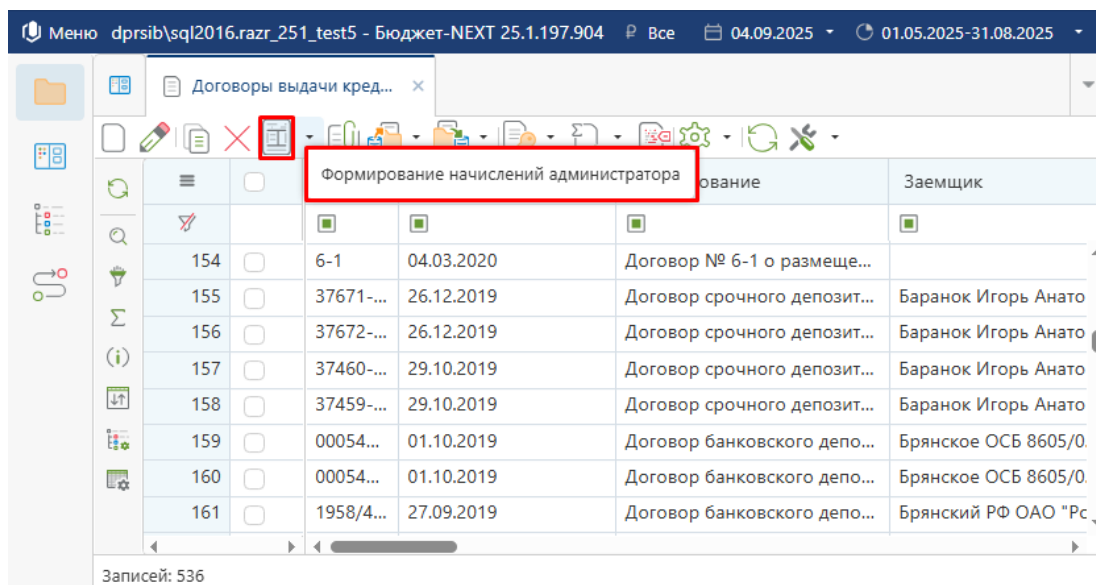 Меню dprsib\sql2016.razr_251_test5 - Бюджет-NEXT 25.1.197.904 ₽ Все 04.09.2025 01.05.2025-31.08.2025
Договоры выдачи кред... ×
Формирование начислений администратора
ование Заемщик
154 6-1 04.03.2020 Договор № 6-1 о размеще...
155 37671-... 26.12.2019 Договор срочного депозит... Баранок Игорь Анато
156 37672-... 26.12.2019 Договор срочного депозит... Баранок Игорь Анато
157 37460-... 29.10.2019 Договор срочного депозит... Баранок Игорь Анато
158 37459-... 29.10.2019 Договор срочного депозит... Баранок Игорь Анато
159 00054... 01.10.2019 Договор банковского депо... Брянское ОСБ 8605/0.
160 00054... 01.10.2019 Договор банковского депо... Брянское ОСБ 8605/0.
161 1958/4... 27.09.2019 Договор банковского депо... Брянский РФ ОАО "Рс
Записей: 536